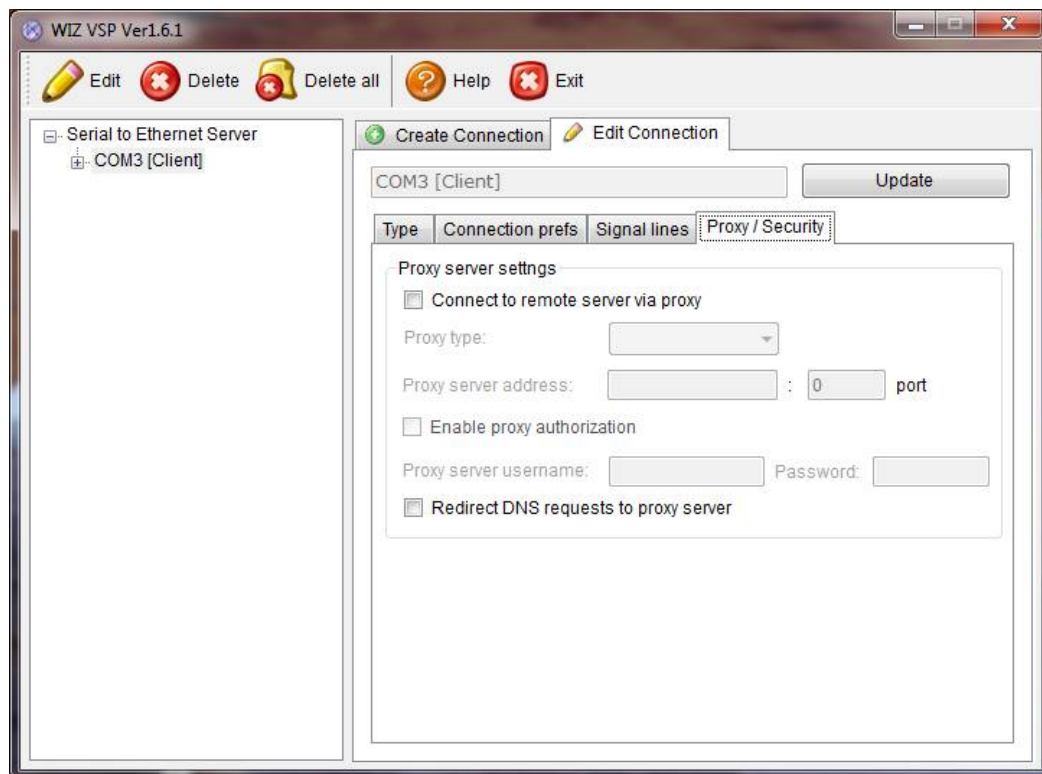 WIZ VSP Ver1.6.1
Edit Delete Delete all Help Exit
Serial to Ethernet Server
COM3 [Client]
Create Connection Edit Connection
COM3 [Client] Update
Type Connection prefs Signal lines Proxy / Security
Proxy server settngs
Connect to remote server via proxy
Proxy type:
Proxy server address: : 0 port
Enable proxy authorization
Proxy server username: Password:
Redirect DNS requests to proxy server